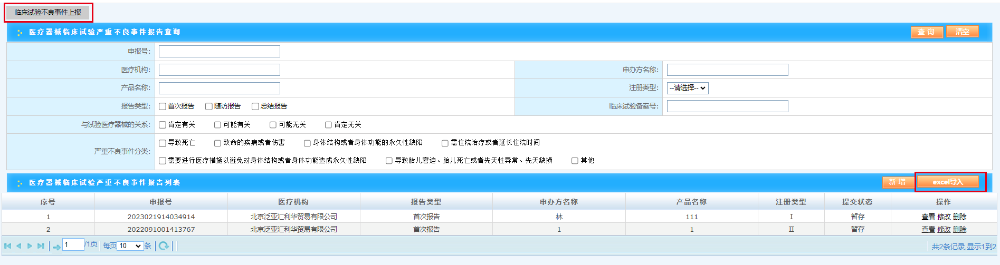 临床试验不良事件上报
医疗器械临床试验严重不良事件报告查询 查 询 清空
申报号:
医疗机构: 申办方名称:
产品名称: 注册类型: --请选择--
报告类型: 首次报告 随访报告 总结报告 临床试验备案号:
与试验医疗器械的关系: 肯定有关 可能有关 可能无关 肯定无关
严重不良事件分类: 导致死亡 致命的疾病或者伤害 身体结构或者身体功能的永久性缺陷 需住院治疗或者延长住院时间
需要进行医疗措施以避免对身体结构或者身体功能造成永久性缺陷 导致胎儿窘迫、胎儿死亡或者先天性异常、先天缺损 其他
医疗器械临床试验严重不良事件报告列表 新 增 excel导入
序号 申报号 医疗机构 报告类型 申办方名称 产品名称 注册类型 提交状态 操作
1 2023021914034914 北京泛亚汇利华贸易有限公司 首次报告 林 111 I 暂存 查看 修改 删除
2 2022091001413767 北京泛亚汇利华贸易有限公司 首次报告 1 1 II 暂存 查看 修改 删除
1 /1页 每页 10 条 共2条记录,显示1到2